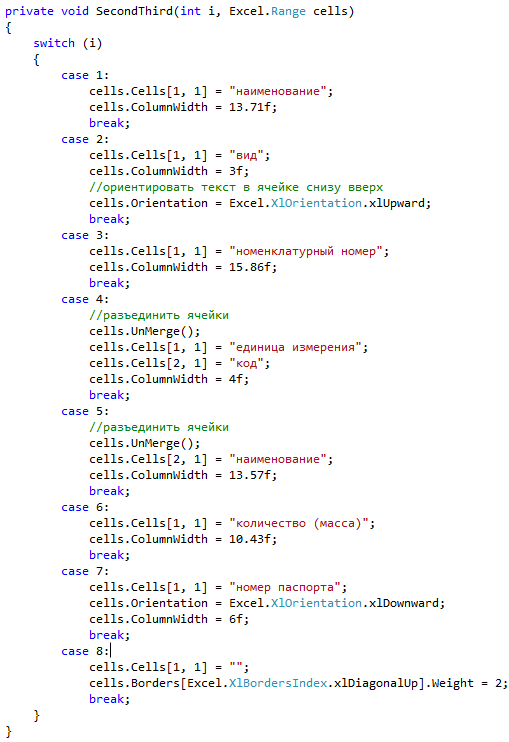 private void SecondThird(int i, Excel.Range cells)
{
    switch (i)
    {
        case 1:
            cells.Cells[1, 1] = "наименование";
            cells.ColumnWidth = 13.71f;
            break;
        case 2:
            cells.Cells[1, 1] = "вид";
            cells.ColumnWidth = 3f;
            //ориентировать текст в ячейке снизу вверх
            cells.Orientation = Excel.XlOrientation.xlUpward;
            break;
        case 3:
            cells.Cells[1, 1] = "номенклатурный номер";
            cells.ColumnWidth = 15.86f;
            break;
        case 4:
            //разъединить ячейки
            cells.UnMerge();
            cells.Cells[1, 1] = "единица измерения";
            cells.Cells[2, 1] = "код";
            cells.ColumnWidth = 4f;
            break;
        case 5:
            //разъединить ячейки
            cells.UnMerge();
            cells.Cells[2, 1] = "наименование";
            cells.ColumnWidth = 13.57f;
            break;
        case 6:
            cells.Cells[1, 1] = "количество (масса)";
            cells.ColumnWidth = 10.43f;
            break;
        case 7:
            cells.Cells[1, 1] = "номер паспорта";
            cells.Orientation = Excel.XlOrientation.xlDownward;
            cells.ColumnWidth = 6f;
            break;
        case 8:
            cells.Cells[1, 1] = "";
            cells.Borders[Excel.XlBordersIndex.xlDiagonalUp].Weight = 2;
            break;
    }
}